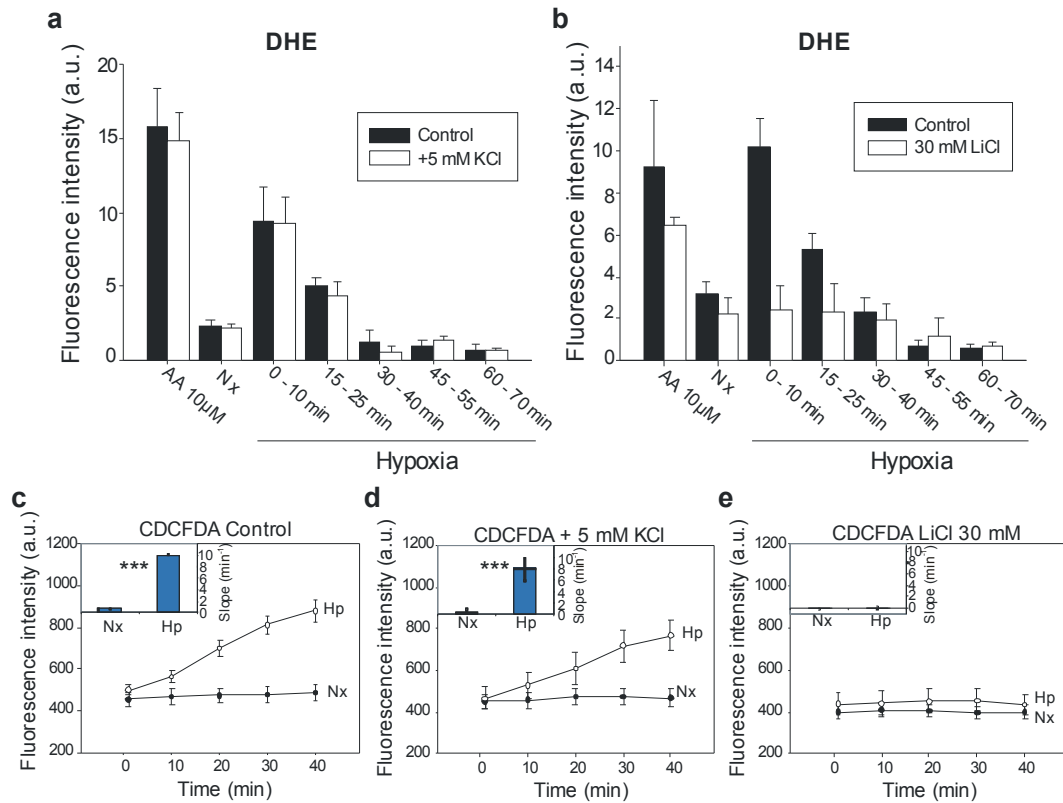 a
DHE
Fluorescence intensity (a.u.)
20
15
10
5
0
Control
+5 mM KCl
AA 10µM
Nx
0 - 10 min
15 - 25 min
30 - 40 min
45 - 55 min
60 - 70 min
Hypoxia
b
DHE
Fluorescence intensity (a.u.)
14
12
10
8
6
4
2
0
Control
30 mM LiCl
AA 10µM
Nx
0 - 10 min
15 - 25 min
30 - 40 min
45 - 55 min
60 - 70 min
Hypoxia
c
CDCFDA Control
Fluorescence intensity (a.u.)
1200
1000
800
600
400
200
***
Nx
Hp
10
8
6
4
2
0
Slope (min⁻¹)
Hp
Nx
0
10
20
30
40
Time (min)
d
CDCFDA + 5 mM KCl
Fluorescence intensity (a.u.)
1200
1000
800
600
400
200
***
Nx
Hp
10
8
6
4
2
0
Slope (min⁻¹)
Hp
Nx
0
10
20
30
40
Time (min)
e
CDCFDA LiCl 30 mM
Fluorescence intensity (a.u.)
1200
1000
800
600
400
200
Nx
Hp
10
8
6
4
2
0
Slope (min⁻¹)
Hp
Nx
0
10
20
30
40
Time (min)